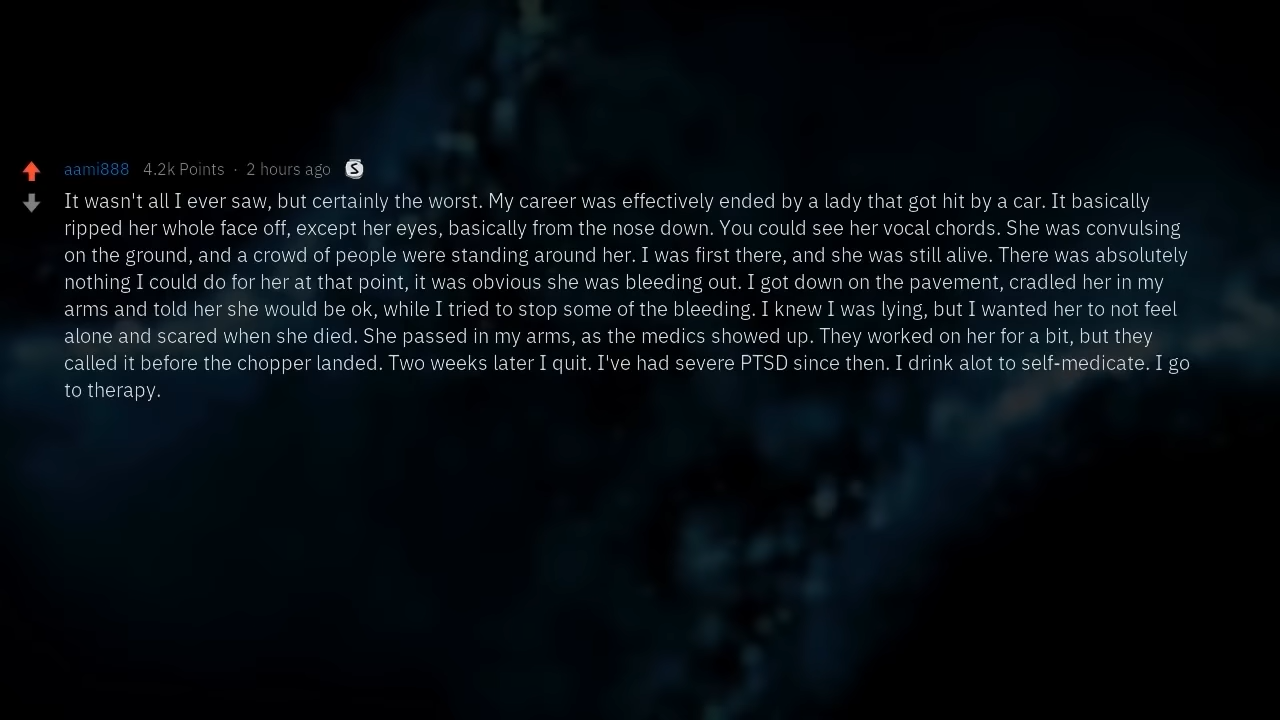 aami888 4.2k Points · 2 hours ago S
It wasn't all I ever saw, but certainly the worst. My career was effectively ended by a lady that got hit by a car. It basically
ripped her whole face off, except her eyes, basically from the nose down. You could see her vocal chords. She was convulsing
on the ground, and a crowd of people were standing around her. I was first there, and she was still alive. There was absolutely
nothing I could do for her at that point, it was obvious she was bleeding out. I got down on the pavement, cradled her in my
arms and told her she would be ok, while I tried to stop some of the bleeding. I knew I was lying, but I wanted her to not feel
alone and scared when she died. She passed in my arms, as the medics showed up. They worked on her for a bit, but they
called it before the chopper landed. Two weeks later I quit. I've had severe PTSD since then. I drink alot to self-medicate. I go
to therapy.